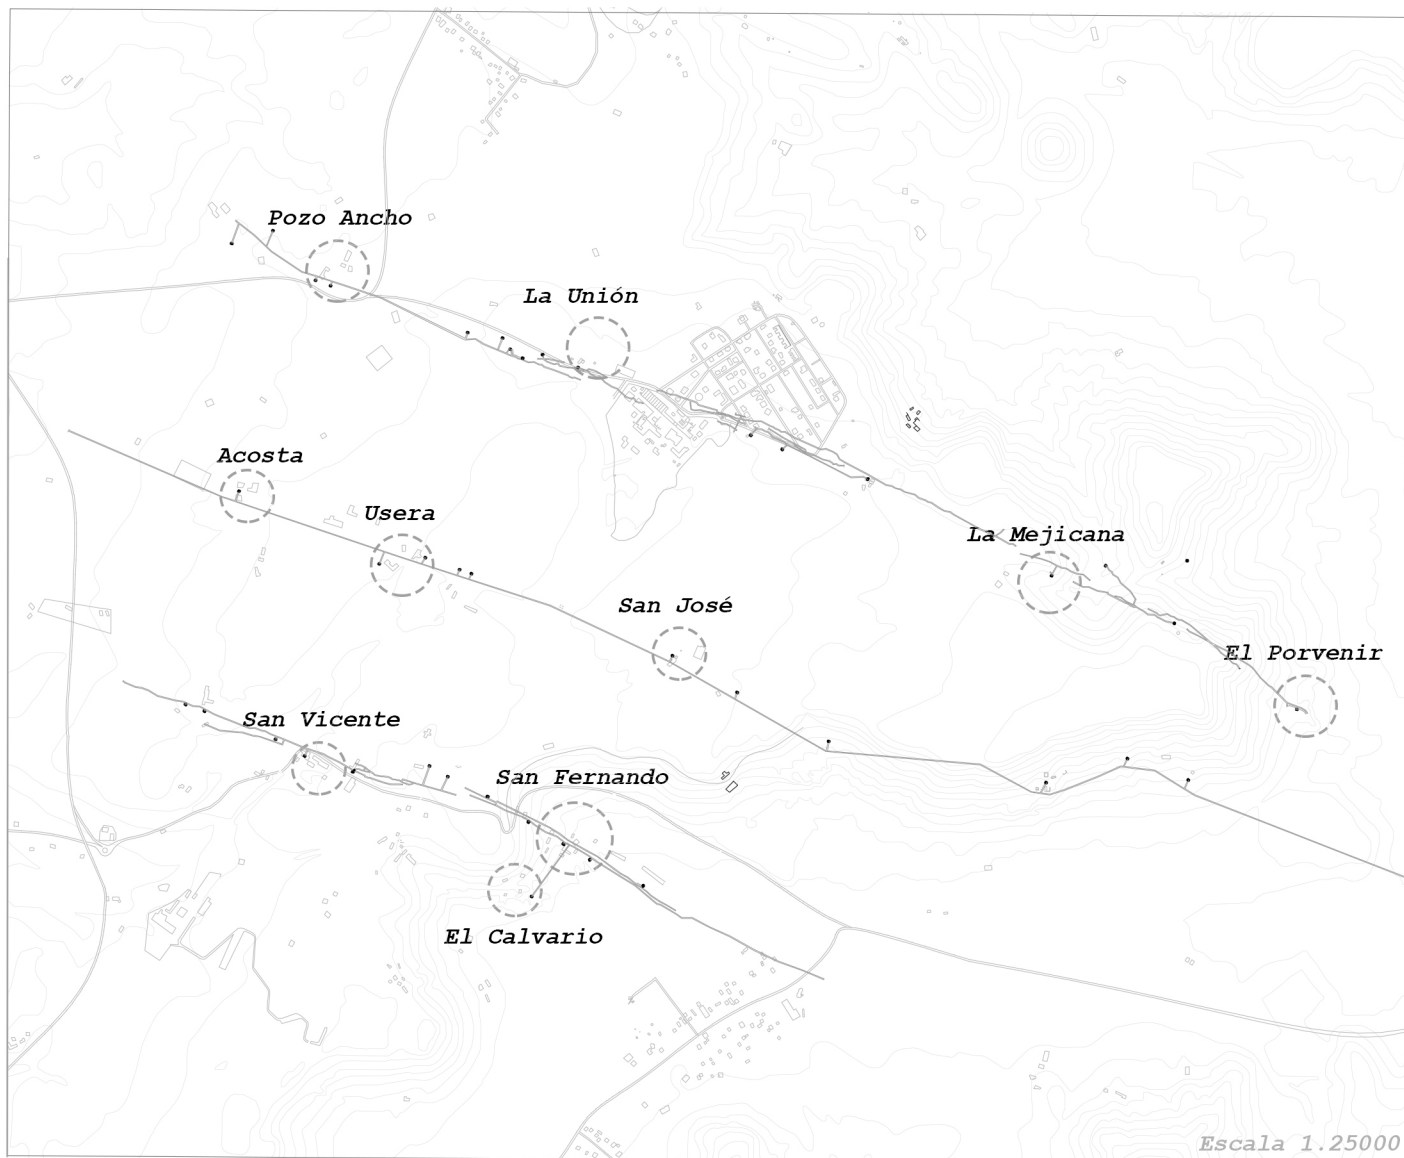 Pozo Ancho
La Unión
Acosta
Usera
La Mejicana
San José
El Porvenir
San Vicente
San Fernando
El Calvario
Escala 1.25000